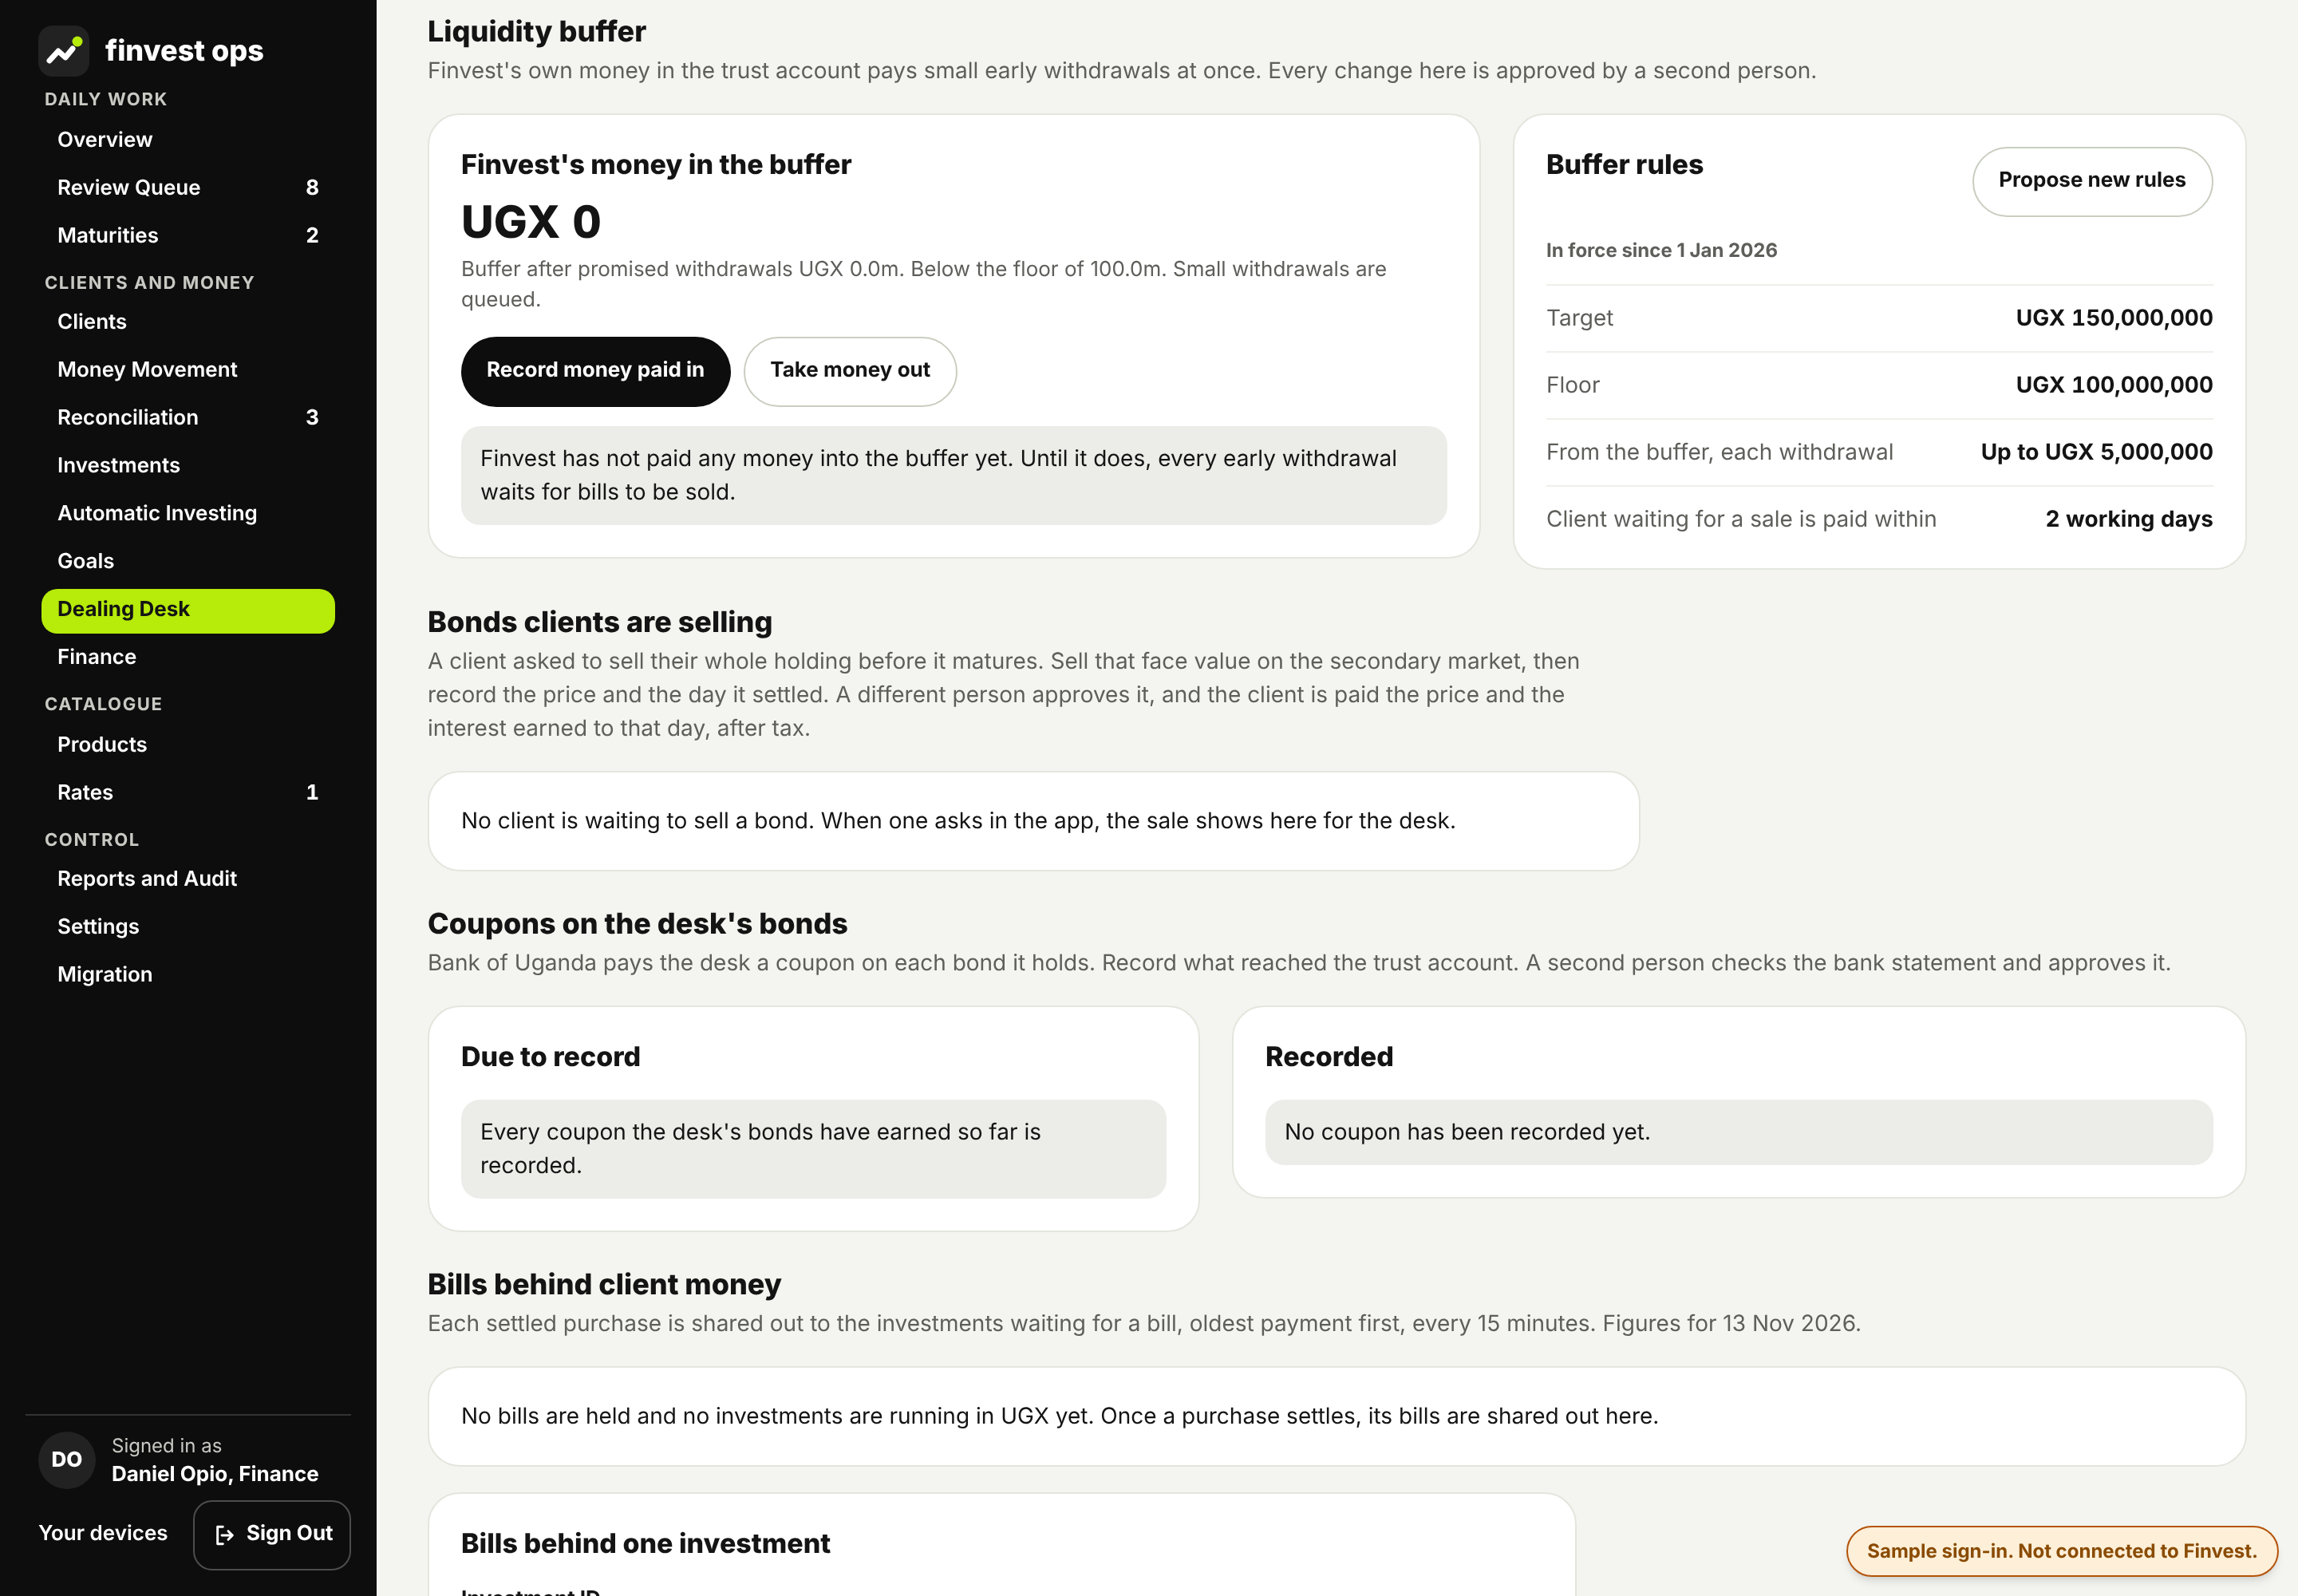 finvest ops
DAILY WORK
Overview
Review Queue 8
Maturities 2
CLIENTS AND MONEY
Clients
Money Movement
Reconciliation 3
Investments
Automatic Investing
Goals
Dealing Desk
Finance
CATALOGUE
Products
Rates 1
CONTROL
Reports and Audit
Settings
Migration
DO
Signed in as
Daniel Opio, Finance
Your devices
Sign Out
Liquidity buffer
Finvest's own money in the trust account pays small early withdrawals at once. Every change here is approved by a second person.
Finvest's money in the buffer
UGX 0
Buffer after promised withdrawals UGX 0.0m. Below the floor of 100.0m. Small withdrawals are
queued.
Record money paid in
Take money out
Finvest has not paid any money into the buffer yet. Until it does, every early withdrawal
waits for bills to be sold.
Buffer rules
Propose new rules
In force since 1 Jan 2026
Target UGX 150,000,000
Floor UGX 100,000,000
From the buffer, each withdrawal Up to UGX 5,000,000
Client waiting for a sale is paid within 2 working days
Bonds clients are selling
A client asked to sell their whole holding before it matures. Sell that face value on the secondary market, then
record the price and the day it settled. A different person approves it, and the client is paid the price and the
interest earned to that day, after tax.
No client is waiting to sell a bond. When one asks in the app, the sale shows here for the desk.
Coupons on the desk's bonds
Bank of Uganda pays the desk a coupon on each bond it holds. Record what reached the trust account. A second person checks the bank statement and approves it.
Due to record
Every coupon the desk's bonds have earned so far is
recorded.
Recorded
No coupon has been recorded yet.
Bills behind client money
Each settled purchase is shared out to the investments waiting for a bill, oldest payment first, every 15 minutes. Figures for 13 Nov 2026.
No bills are held and no investments are running in UGX yet. Once a purchase settles, its bills are shared out here.
Bills behind one investment
Investment ID
Sample sign-in. Not connected to Finvest.